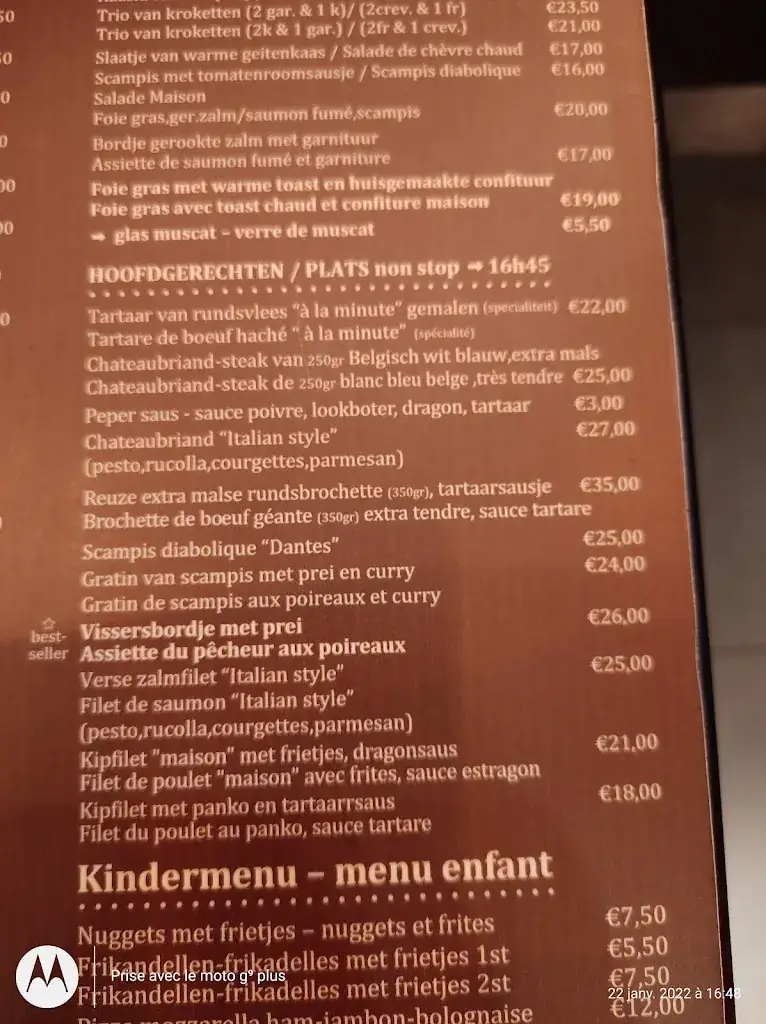 Trio van kroketten (2 gar. & 1 k)/ (2crev. & 1 fr) €23,50
Trio van kroketten (2k & 1 gar.) / (2fr & 1 crev.) €21,00
Slaatje van warme geitenkaas / Salade de chèvre chaud €17,00
Scampis met tomatenroomsausje / Scampis diabolique €16,00
Salade Maison
Foie gras,ger.zalm/saumon fumé,scampis €20,00
Bordje gerookte zalm met garnituur
Assiette de saumon fumé et garniture €17,00
Foie gras met warme toast en huisgemaakte confituur
Foie gras avec toast chaud et confiture maison €19,00
➞ glas muscat – verre de muscat €5,50
HOOFDGERECHTEN / PLATS non stop ➞ 16h45
Tartaar van rundsvlees "à la minute" gemalen (specialiteit) €22,00
Tartare de boeuf haché " à la minute" (spécialité)
Chateaubriand-steak van 250gr Belgisch wit blauw,extra mals
Chateaubriand-steak de 250gr blanc bleu belge ,très tendre €25,00
Peper saus - sauce poivre, lookboter, dragon, tartaar €3,00
Chateaubriand "Italian style" €27,00
(pesto,rucolla,courgettes,parmesan)
Reuze extra malse rundsbrochette (350gr), tartaarsausje €35,00
Brochette de boeuf géante (350gr) extra tendre, sauce tartare
Scampis diabolique "Dantes" €25,00
Gratin van scampis met prei en curry €24,00
Gratin de scampis aux poireaux et curry
☆ best-seller
Vissersbordje met prei €26,00
Assiette du pêcheur aux poireaux
Verse zalmfilet "Italian style" €25,00
Filet de saumon "Italian style"
(pesto,rucolla,courgettes,parmesan)
Kipfilet "maison" met frietjes, dragonsaus €21,00
Filet de poulet "maison" avec frites, sauce estragon
Kipfilet met panko en tartaarrsaus €18,00
Filet du poulet au panko, sauce tartare
Kindermenu – menu enfant
Nuggets met frietjes – nuggets et frites €7,50
Frikandellen-frikadelles met frietjes 1st €5,50
Frikandellen-frikadelles met frietjes 2st €7,50
Pizza mozzarella ham-jambon-bolognaise €12,00
Prise avec le moto g⁹ plus
22 janv. 2022 à 16:48